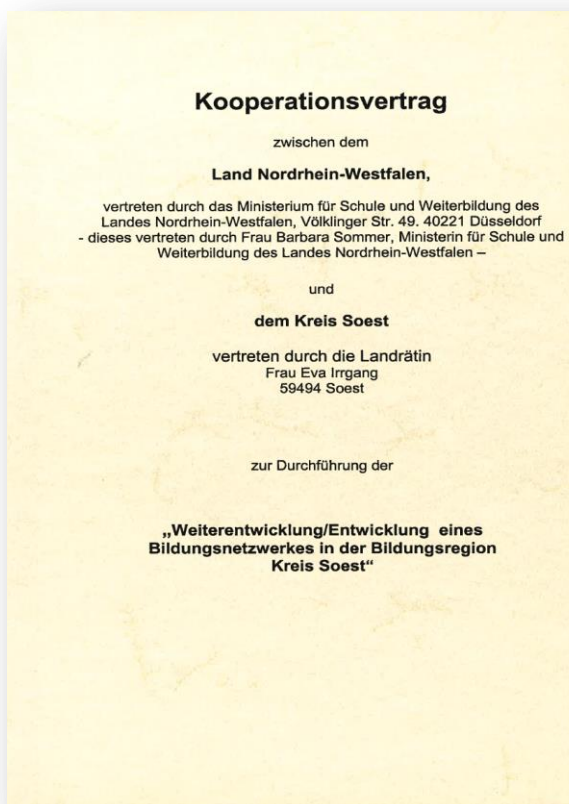 Kooperationsvertrag
zwischen dem
Land Nordrhein-Westfalen,
vertreten durch das Ministerium für Schule und Weiterbildung des
Landes Nordrhein-Westfalen, Völklinger Str. 49. 40221 Düsseldorf
- dieses vertreten durch Frau Barbara Sommer, Ministerin für Schule und
Weiterbildung des Landes Nordrhein-Westfalen –
und
dem Kreis Soest
vertreten durch die Landrätin
Frau Eva Irrgang
59494 Soest
zur Durchführung der
„Weiterentwicklung/Entwicklung eines
Bildungsnetzwerkes in der Bildungsregion
Kreis Soest“